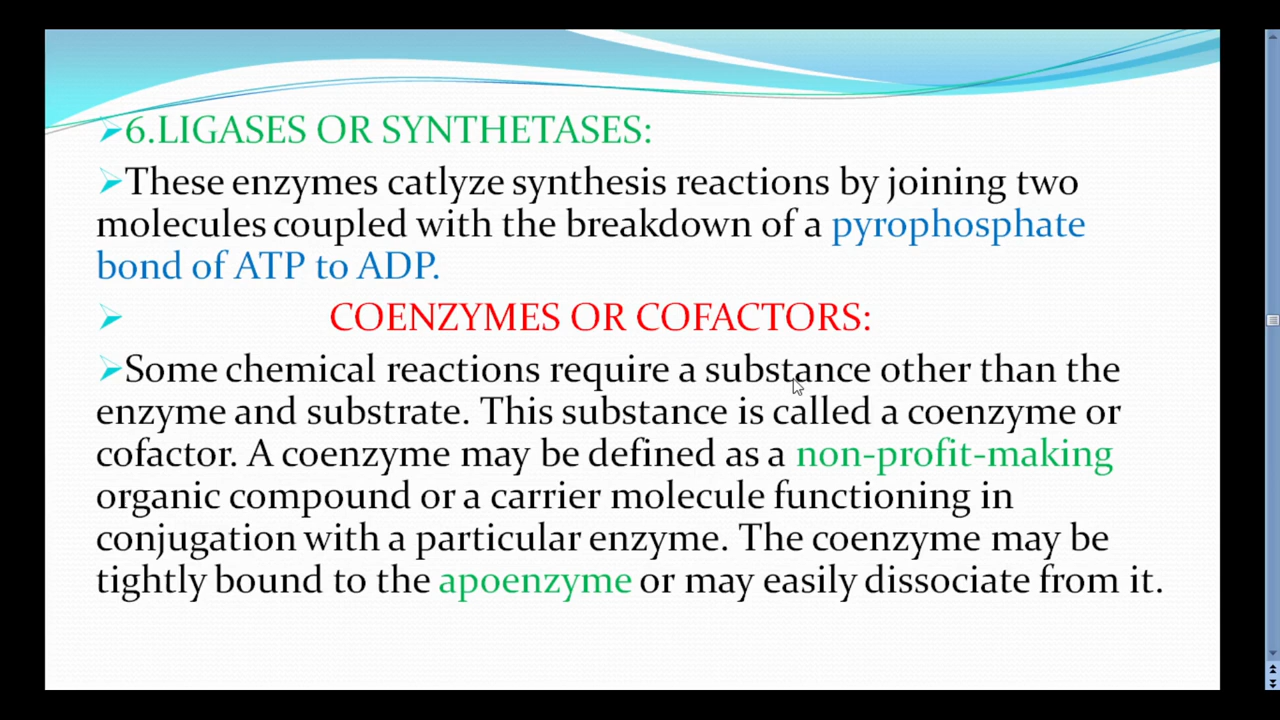 6.LIGASES OR SYNTHETASES:
These enzymes catlyze synthesis reactions by joining two
molecules coupled with the breakdown of a pyrophosphate
bond of ATP to ADP.
COENZYMES OR COFACTORS:
Some chemical reactions require a substance other than the
enzyme and substrate. This substance is called a coenzyme or
cofactor. A coenzyme may be defined as a non-profit-making
organic compound or a carrier molecule functioning in
conjugation with a particular enzyme. The coenzyme may be
tightly bound to the apoenzyme or may easily dissociate from it.